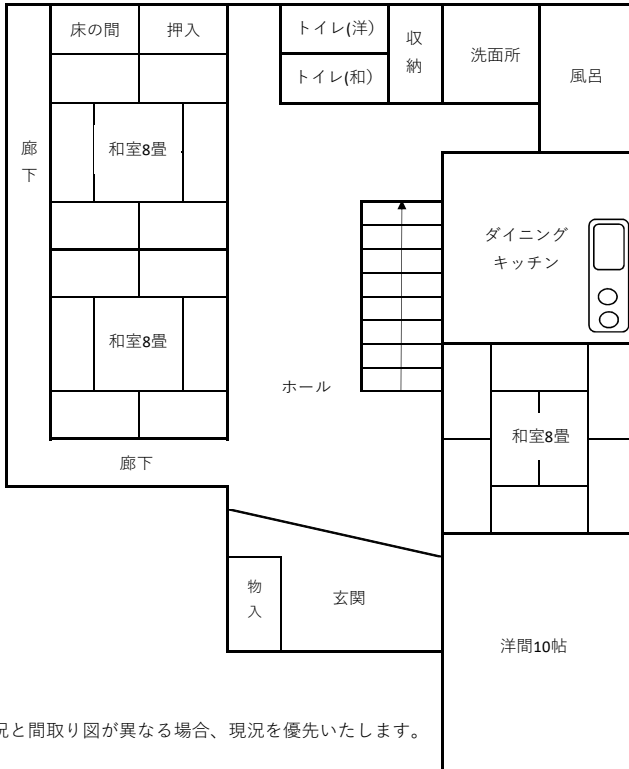 床の間
押入
トイレ(洋)
トイレ(和)
収納
洗面所
風呂
廊下
和室8畳
ダイニング
キッチン
和室8畳
ホール
和室8畳
廊下
物入
玄関
洋間10帖
況と間取り図が異なる場合、現況を優先いたします。